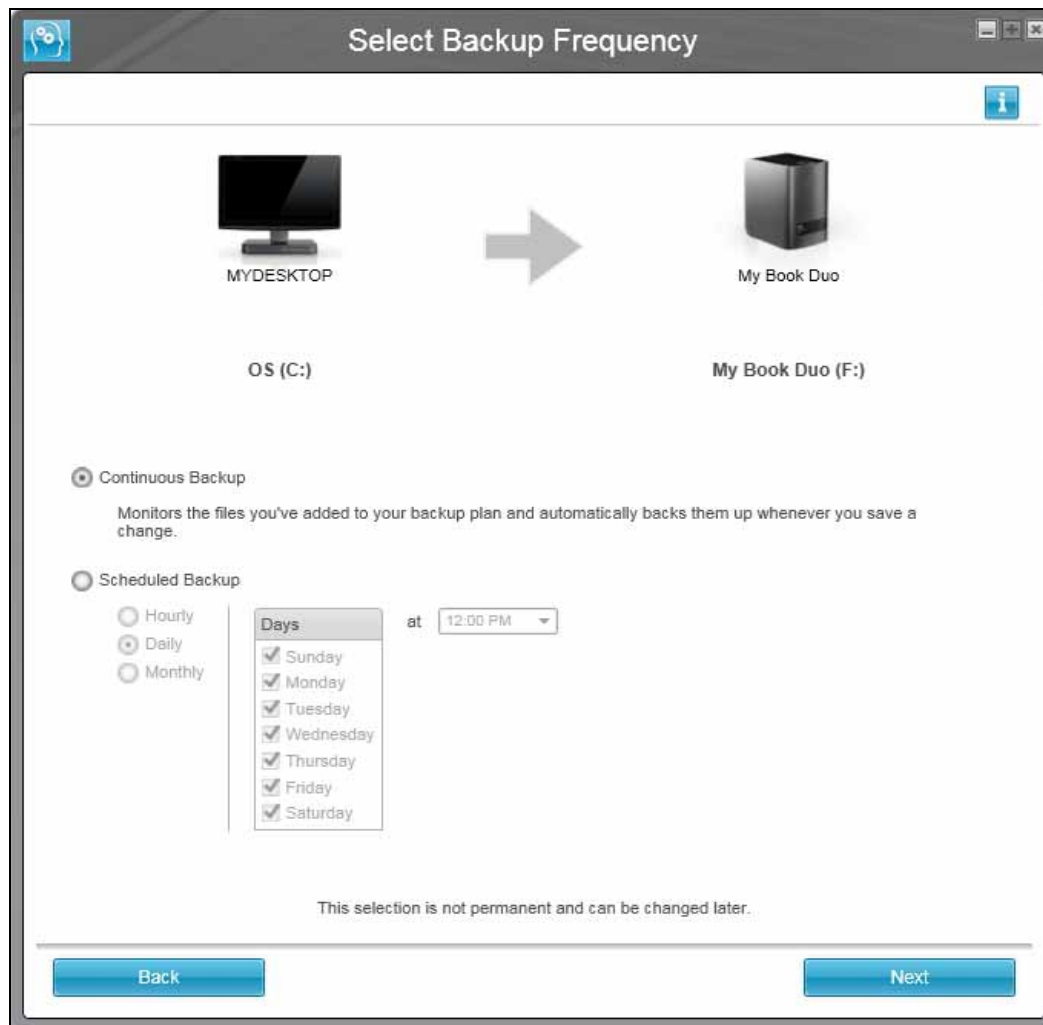 Select Backup Frequency
MYDESKTOP
My Book Duo
OS (C:)
My Book Duo (F:)
Continuous Backup
Monitors the files you've added to your backup plan and automatically backs them up whenever you save a
change.
Scheduled Backup
Hourly
Daily
Monthly
Days
Sunday
Monday
Tuesday
Wednesday
Thursday
Friday
Saturday
at 12:00 PM
This selection is not permanent and can be changed later.
Back
Next